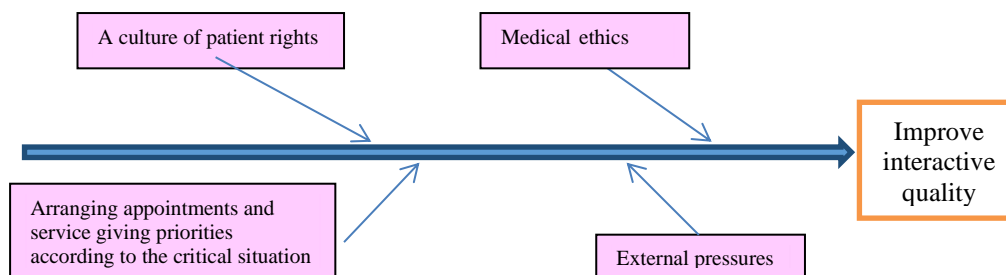 A culture of patient rights
Medical ethics
Improve
interactive
quality
Arranging appointments and
service giving priorities
according to the critical situation
External pressures